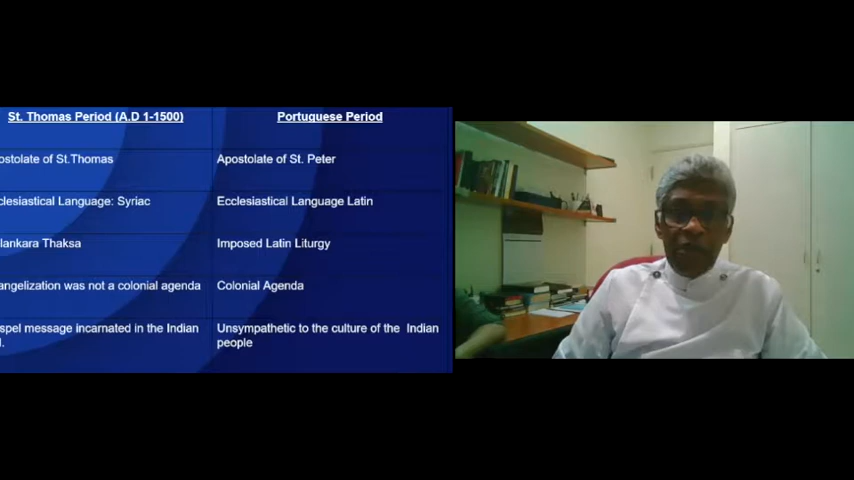 St. Thomas Period (A.D 1-1500) Portuguese Period
ostolate of St.Thomas Apostolate of St. Peter
clesiastical Language: Syriac Ecclesiastical Language Latin
lankara Thaksa Imposed Latin Liturgy
angelization was not a colonial agenda Colonial Agenda
spel message incarnated in the Indian Unsympathetic to the culture of the Indian
l. people